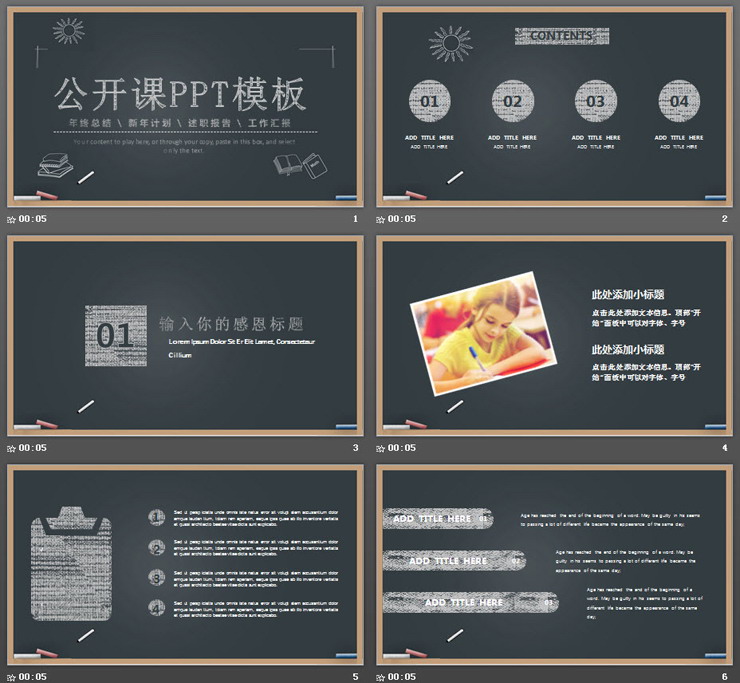 公开课PPT模板
年终总结 \ 新年计划 \ 述职报告 \ 工作汇报
Your content to play here, or through your copy, paste in this box, and select
only the text.
00:05
1
CONTENTS
01
02
03
04
ADD TITLE HERE
ADD TITLE HERE
ADD TITLE HERE
ADD TITLE HERE
ADD TITLE HERE
ADD TITLE HERE
ADD TITLE HERE
ADD TITLE HERE
00:05
2
01
输入你的感恩标题
Lorem Ipsum Dolor Sit Er Elit Lamet, Consectetaur
Cillium
00:05
3
此处添加小标题
点击此处添加文本信息。顶部“开
始”面板中可以对字体、字号
此处添加小标题
点击此处添加文本信息。顶部“开
始”面板中可以对字体、字号
00:05
4
1
Sed ut perspiciatis unde omnis iste natus error sit volupt atem accusantium dolor
emque laudan tium, totam rem aperiam, eaque ipsa quae ab illo inventore veritatis
et quasi architecto beatae vitae dicta sunt explicabo.
2
Sed ut perspiciatis unde omnis iste natus error sit volupt atem accusantium dolor
emque laudan tium, totam rem aperiam, eaque ipsa quae ab illo inventore veritatis
et quasi architecto beatae vitae dicta sunt explicabo.
3
Sed ut perspiciatis unde omnis iste natus error sit volupt atem accusantium dolor
emque laudan tium, totam rem aperiam, eaque ipsa quae ab illo inventore veritatis
et quasi architecto beatae vitae dicta sunt explicabo.
4
Sed ut perspiciatis unde omnis iste natus error sit volupt atem accusantium dolor
emque laudan tium, totam rem aperiam, eaque ipsa quae ab illo inventore veritatis
et quasi architecto beatae vitae dicta sunt explicabo.
00:05
5
ADD TITLE HERE 01
Age has reached the end of the beginning of a word. May be guilty in his seems
to passing a lot of different life became the appearance of the same day;
ADD TITLE HERE 02
Age has reached the end of the beginning of a word. May be
guilty in his seems to passing a lot of different life became the
appearance of the same day;
ADD TITLE HERE 03
Age has reached the end of the beginning of a
word. May be guilty in his seems to passing a lot of
different life became the appearance of the same
day;
00:05
6